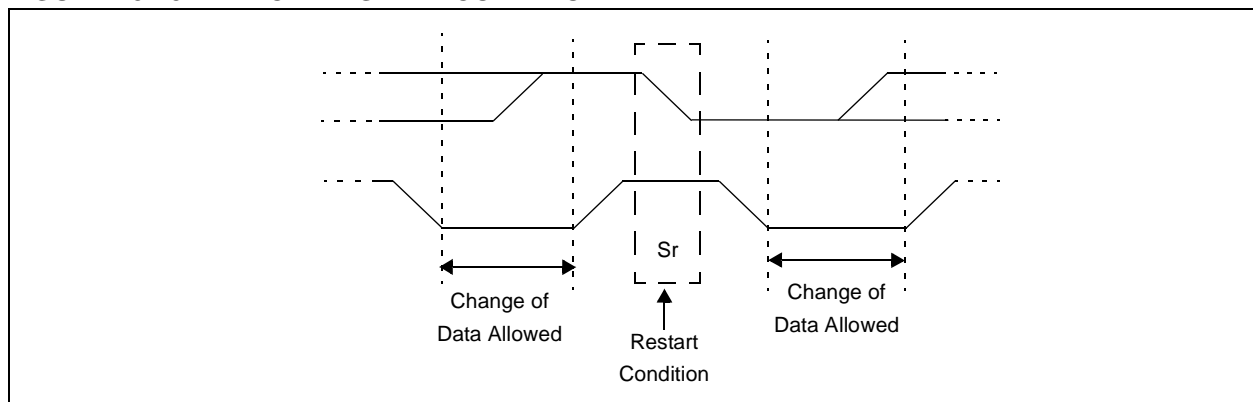 Sr
Change of
Data Allowed
Restart
Condition
Change of
Data Allowed